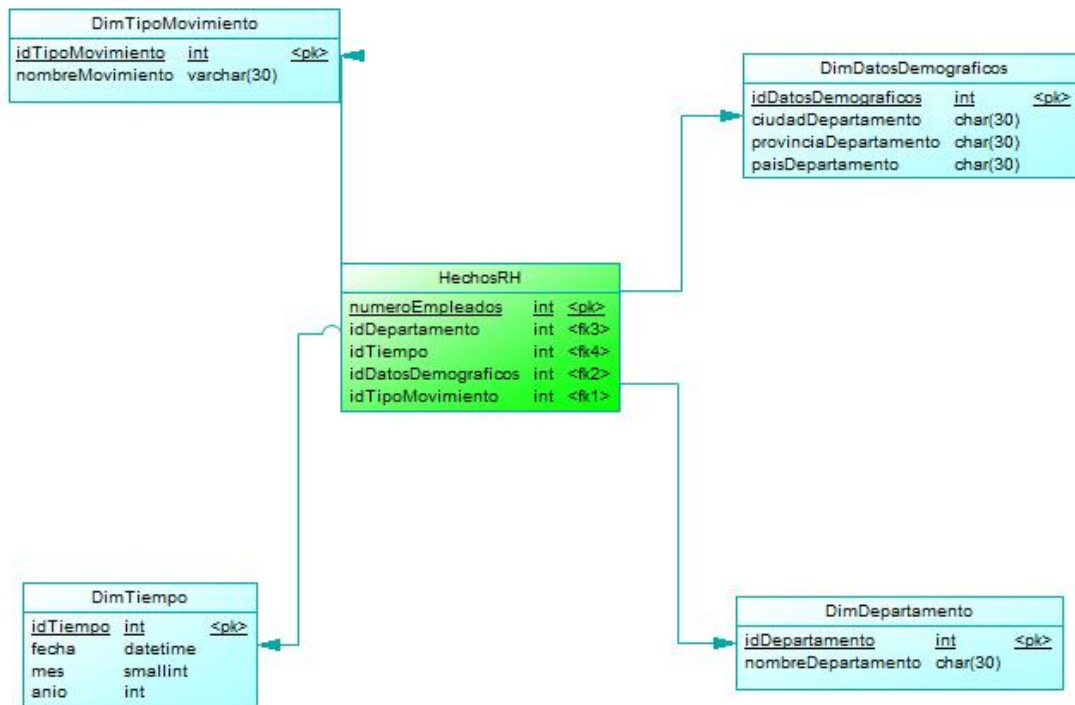 DimTipoMovimiento
idTipoMovimiento int <pk>
nombreMovimiento varchar(30)
DimDatosDemograficos
idDatosDemograficos int <pk>
ciudadDepartamento char(30)
provinciaDepartamento char(30)
paisDepartamento char(30)
HechosRH
numeroEmpleados int <pk>
idDepartamento int <fk3>
idTiempo int <fk4>
idDatosDemograficos int <fk2>
idTipoMovimiento int <fk1>
DimTiempo
idTiempo int <pk>
fecha datetime
mes smallint
anio int
DimDepartamento
idDepartamento int <pk>
nombreDepartamento char(30)